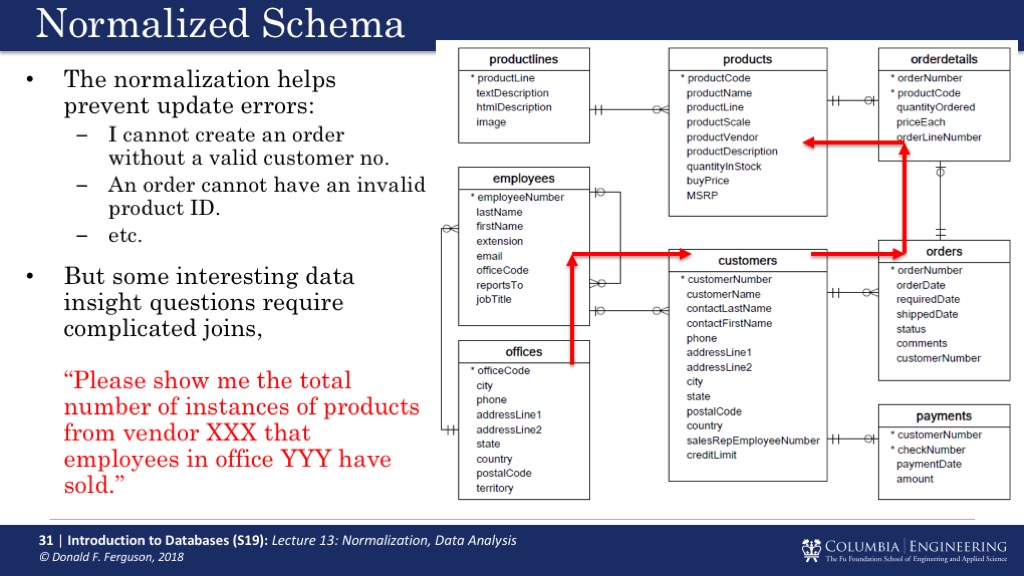 Normalized Schema
• The normalization helps
prevent update errors:
– I cannot create an order
without a valid customer no.
– An order cannot have an invalid
product ID.
– etc.
• But some interesting data
insight questions require
complicated joins,
“Please show me the total
number of instances of products
from vendor XXX that
employees in office YYY have
sold.”
productlines
* productLine
textDescription
htmlDescription
image
employees
* employeeNumber
lastName
firstName
extension
email
officeCode
reportsTo
jobTitle
offices
* officeCode
city
phone
addressLine1
addressLine2
state
country
postalCode
territory
products
* productCode
productName
productLine
productScale
productVendor
productDescription
quantityInStock
buyPrice
MSRP
customers
* customerNumber
customerName
contactLastName
contactFirstName
phone
addressLine1
addressLine2
city
state
postalCode
country
salesRepEmployeeNumber
creditLimit
orderdetails
* orderNumber
* productCode
quantityOrdered
priceEach
orderLineNumber
orders
* orderNumber
orderDate
requiredDate
shippedDate
status
comments
customerNumber
payments
* customerNumber
* checkNumber
paymentDate
amount
31 | Introduction to Databases (S19): Lecture 13: Normalization, Data Analysis
© Donald F. Ferguson, 2018
COLUMBIA | ENGINEERING
The Fu Foundation School of Engineering and Applied Science